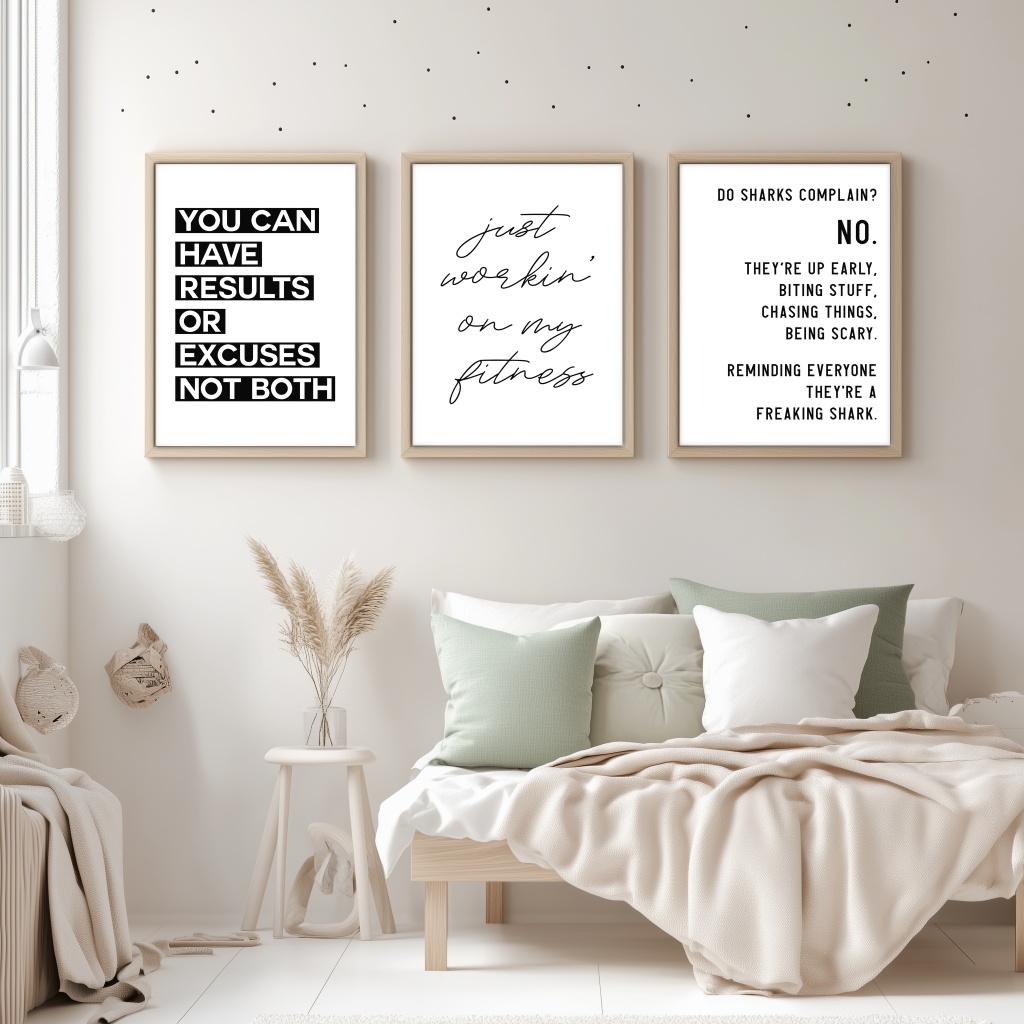 YOU CAN
HAVE
RESULTS
OR
EXCUSES
NOT BOTH
just
workin'
on my
fitness
DO SHARKS COMPLAIN?
NO.
THEY'RE UP EARLY,
BITING STUFF,
CHASING THINGS,
BEING SCARY.
REMINDING EVERYONE
THEY'RE A
FREAKING SHARK.